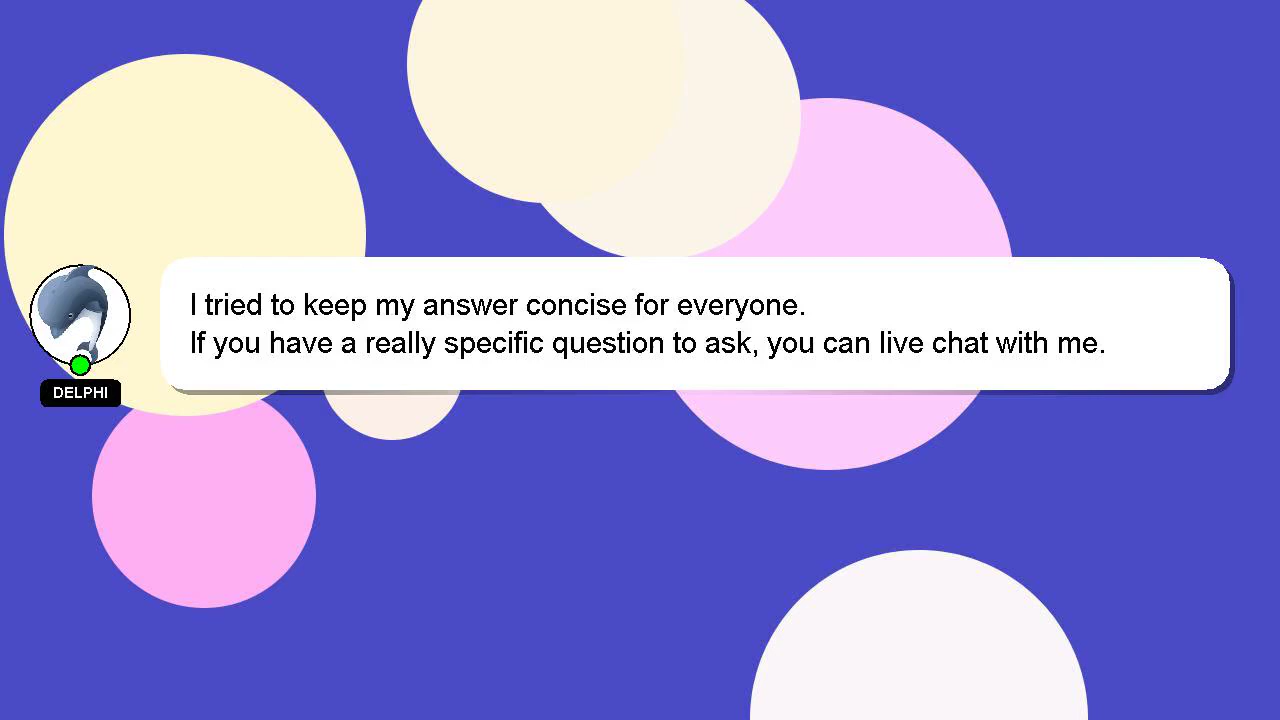 I tried to keep my answer concise for everyone.
If you have a really specific question to ask, you can live chat with me.
DELPHI